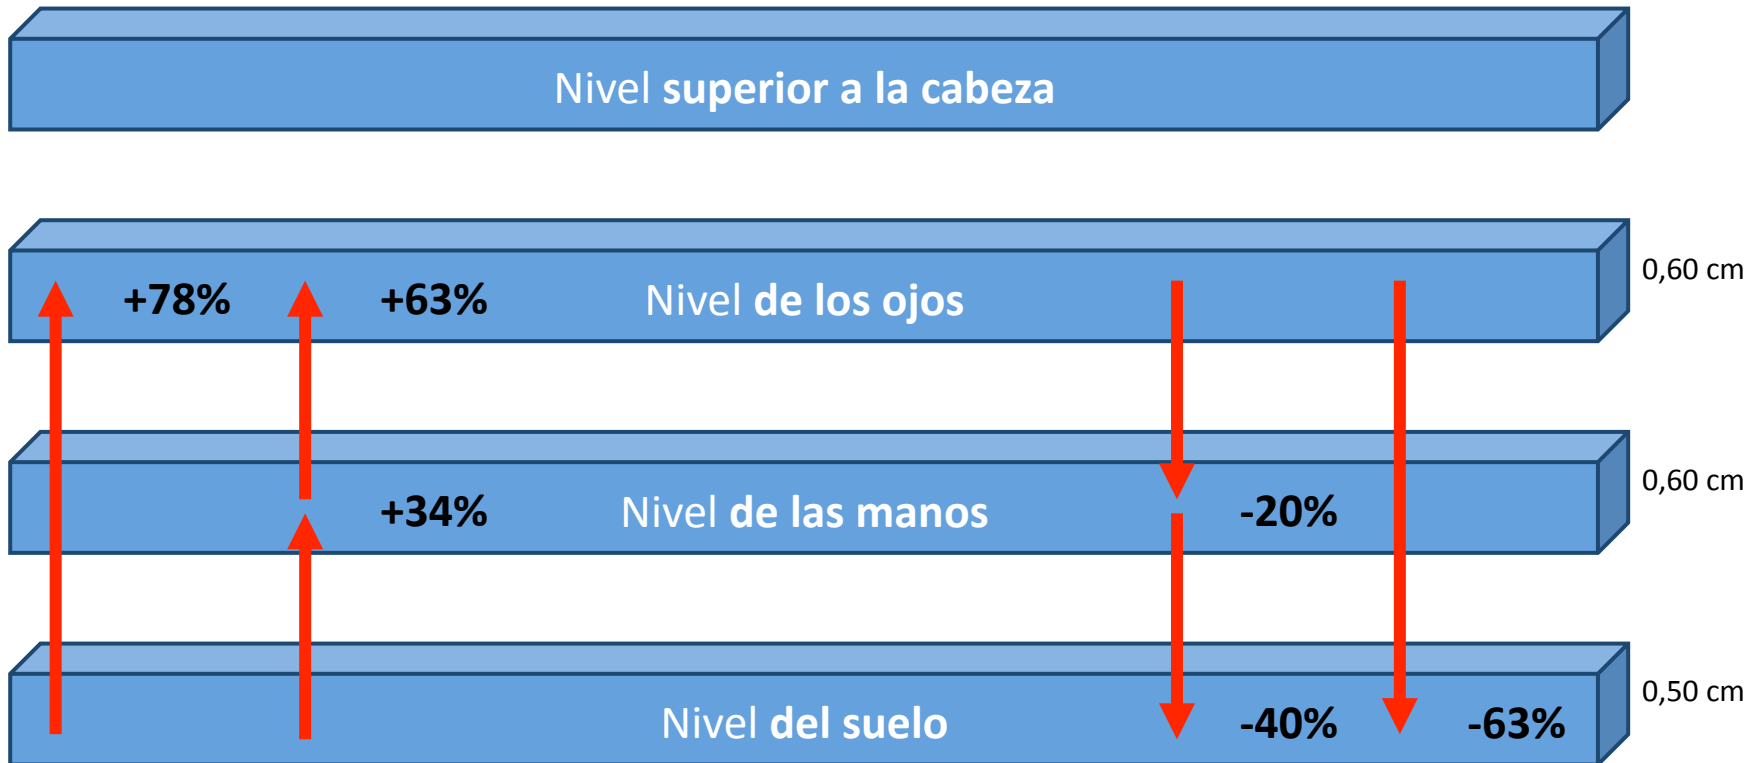 Nivel superior a la cabeza
0,60 cm
+78% +63% Nivel de los ojos
0,60 cm
+34% Nivel de las manos -20%
0,50 cm
Nivel del suelo -40% -63%